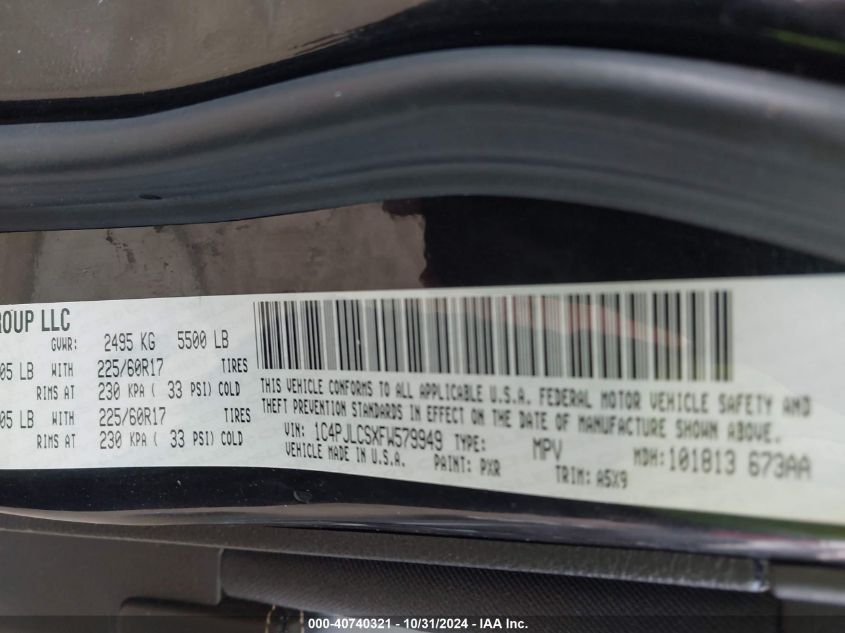 ROUP LLC
GVWR: 2495 KG 5500 LB
05 LB WITH 225/60R17 TIRES
RIMS AT 230 KPA ( 33 PSI) COLD
05 LB WITH 225/60R17 TIRES
RIMS AT 230 KPA ( 33 PSI) COLD
THIS VEHICLE CONFORMS TO ALL APPLICABLE U.S.A. FEDERAL MOTOR VEHICLE SAFETY AND
THEFT PREVENTION STANDARDS IN EFFECT ON THE DATE OF MANUFACTURE SHOWN ABOVE.
VIN: 1C4PJLCSXFW579949 TYPE: MPV MDH: 101813 673AA
VEHICLE MADE IN U.S.A. PAINT: PXR TRIM: A5X9
000-40740321 - 10/31/2024 - IAA Inc.